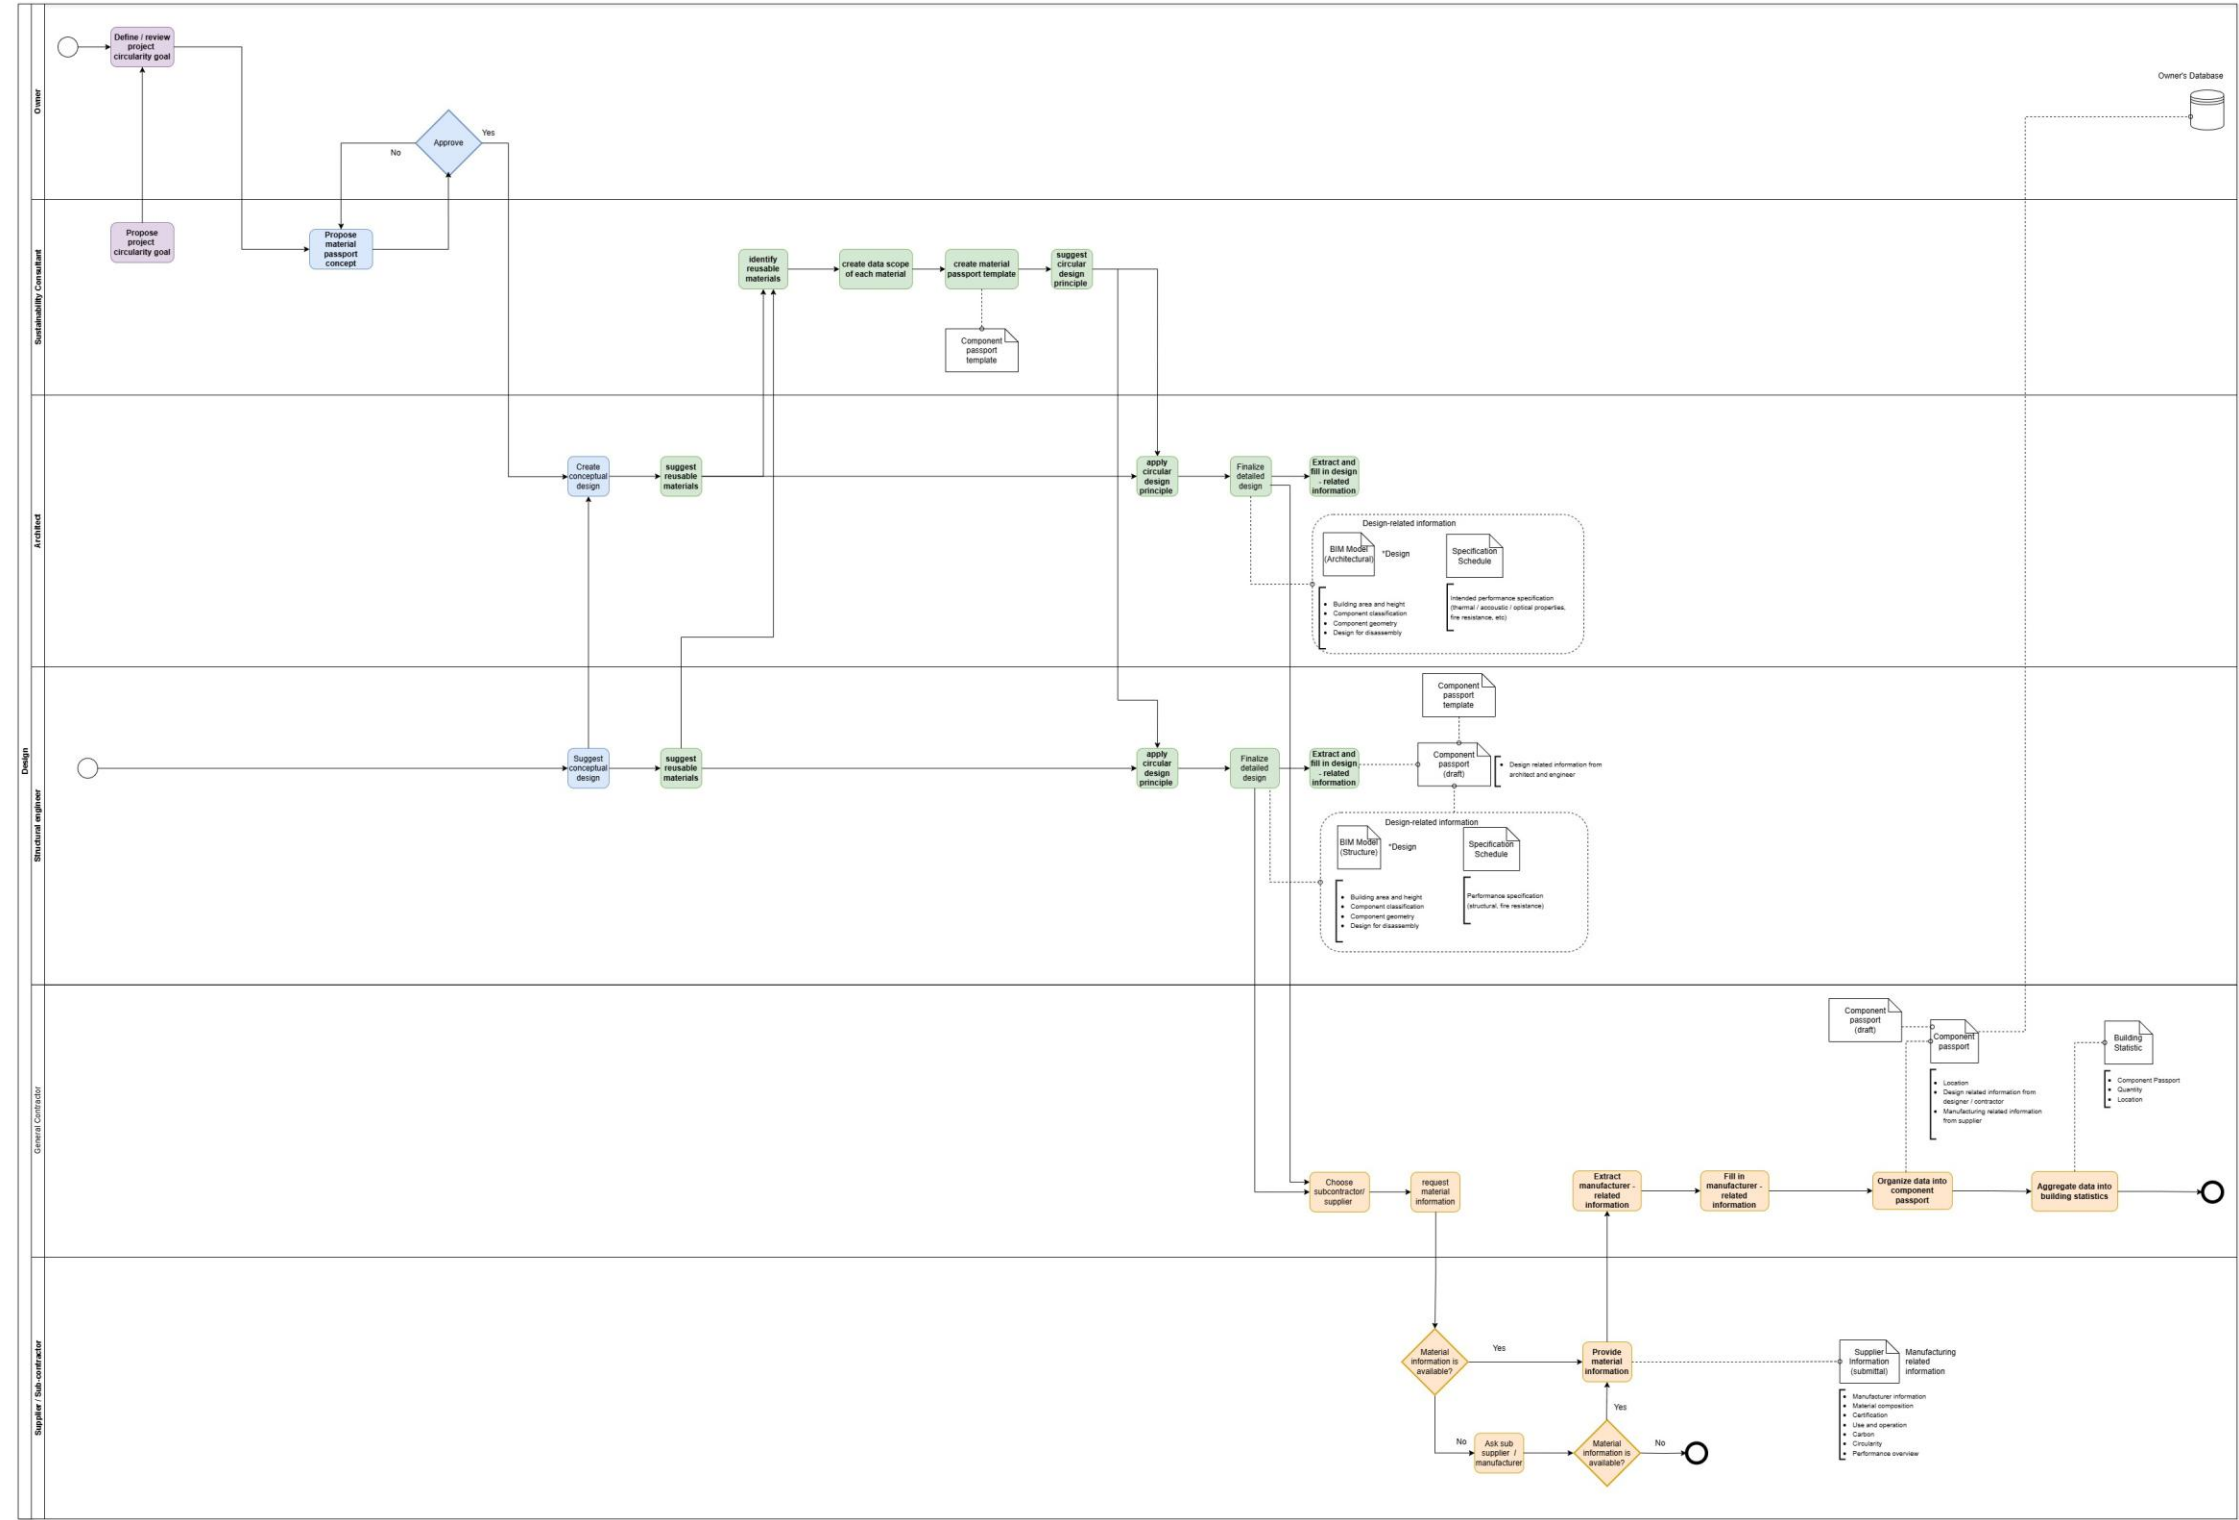 Design
Owner
Define / review
project
circularity goal
Approve
Yes
No
Owner's Database
Sustainability Consultant
Propose
project
circularity goal
Propose
material
passport
concept
identify
reusable
materials
create data scope
of each material
create material
passport template
suggest
circular
design
principle
Component
passport
template
Architect
Create
conceptual
design
suggest
reusable
materials
apply
circular
design
principle
Finalize
detailed
design
Extract and
fill in design
- related
information
Design-related information
BIM Model
(Architectural)
*Design
Specification
Schedule
Building area and height
Component classification
Component geometry
Design for disassembly
Intended performance specification
(thermal / accoustic / optical properties,
fire resistance, etc)
Structural engineer
Suggest
conceptual
design
suggest
reusable
materials
apply
circular
design
principle
Finalize
detailed
design
Extract and
fill in design
- related
information
Component
passport
template
Component
passport
(draft)
Design related information from
architect and engineer
Design-related information
BIM Model
(Structure)
*Design
Specification
Schedule
Building area and height
Component classification
Component geometry
Design for disassembly
Performance specification
(structural, fire resistance)
General Contractor
Component
passport
(draft)
Component
passport
Location
Design related information from
designer / contractor
Manufacturing related information
from supplier
Building
Statistic
Component Passport
Quantity
Location
Choose
subcontractor/
supplier
request
material
information
Extract
manufacturer -
related
information
Fill in
manufacturer -
related
information
Organize data into
component
passport
Aggregate data into
building statistics
Supplier / Sub-contractor
Material
information is
available?
Yes
No
Provide
material
information
Yes
Ask sub
supplier /
manufacturer
Material
information is
available?
No
Supplier
Information
(submittal)
Manufacturing
related
information
Manufacturer information
Material composition
Certification
Use and operation
Carbon
Circularity
Performance overview